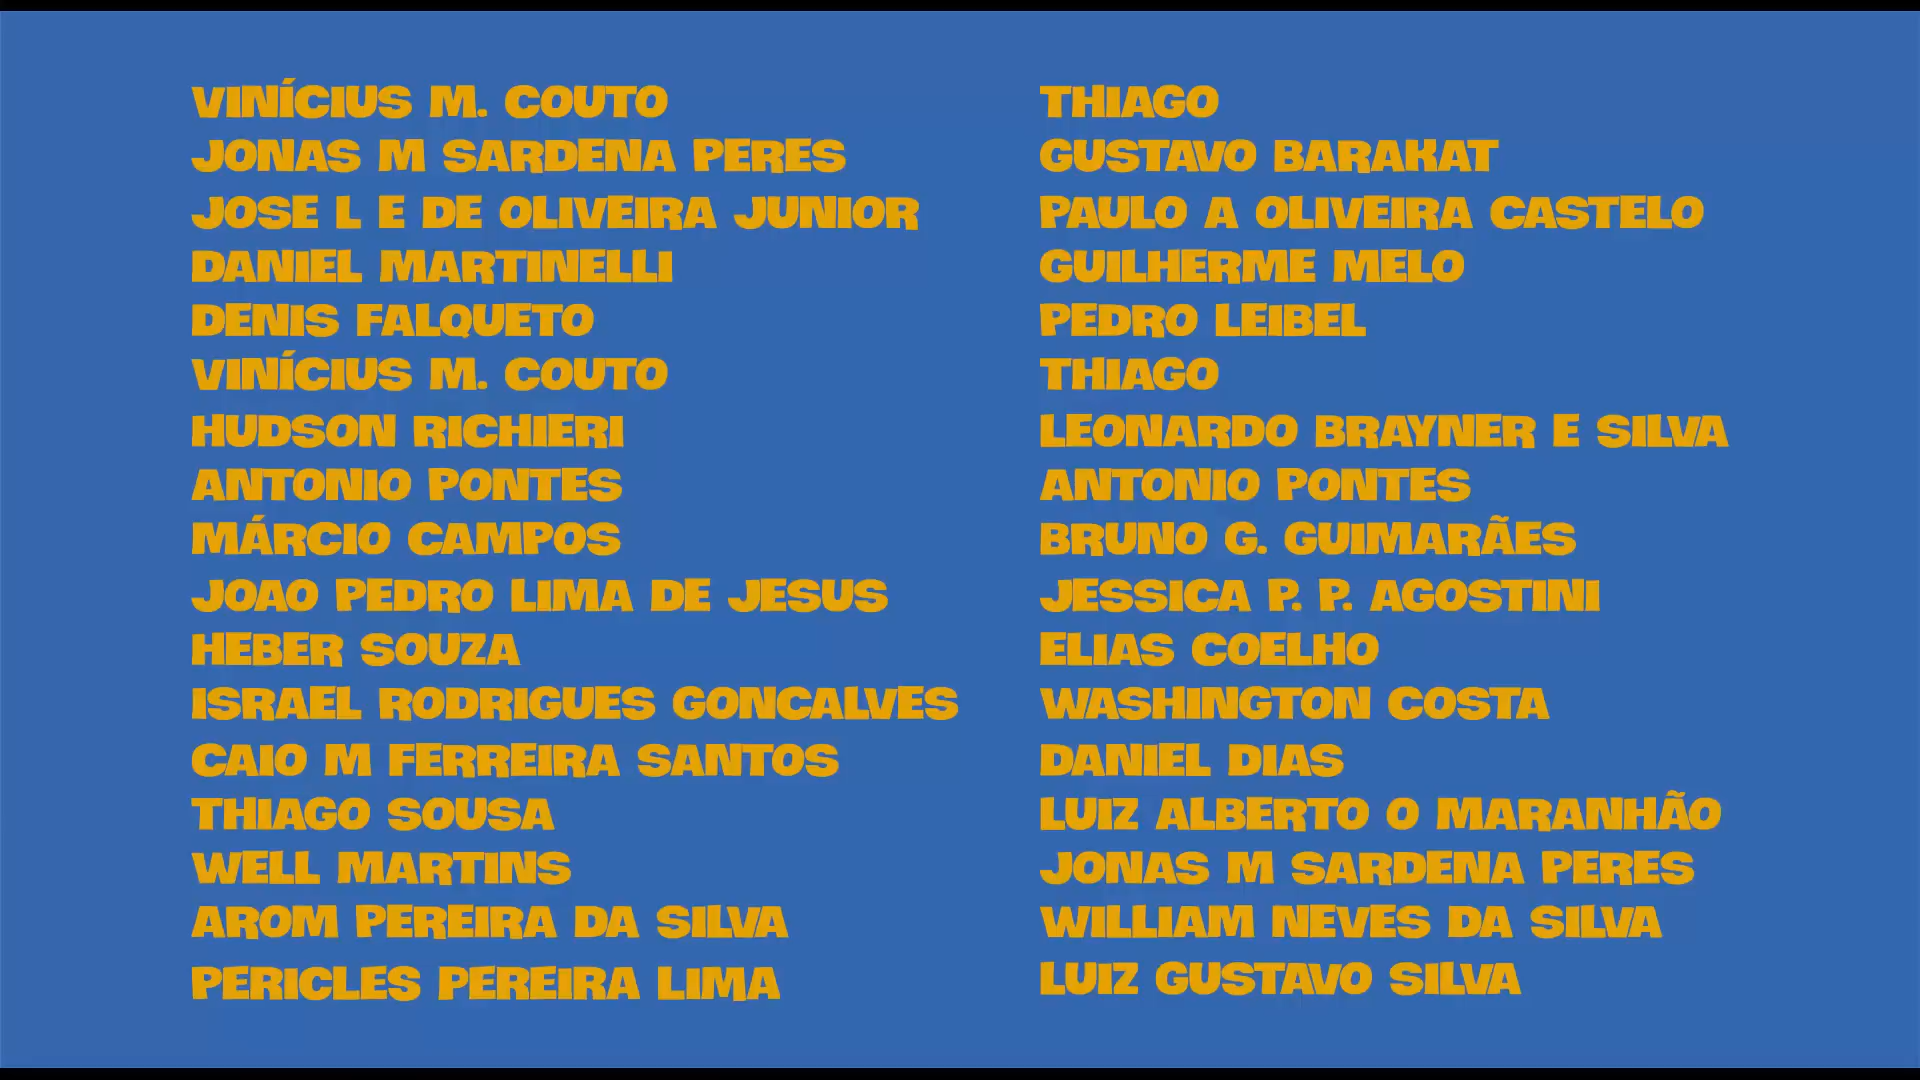 VINÍCIUS M. COUTO
JONAS M SARDENA PERES
JOSE L E DE OLIVEIRA JUNIOR
DANIEL MARTINELLI
DENIS FALQUETO
VINÍCIUS M. COUTO
HUDSON RICHIERI
ANTONIO PONTES
MÁRCIO CAMPOS
JOAO PEDRO LIMA DE JESUS
HEBER SOUZA
ISRAEL RODRIGUES GONCALVES
CAIO M FERREIRA SANTOS
THIAGO SOUSA
WELL MARTINS
AROM PEREIRA DA SILVA
PERICLES PEREIRA LIMA
THIAGO
GUSTAVO BARAKAT
PAULO A OLIVEIRA CASTELO
GUILHERME MELO
PEDRO LEIBEL
THIAGO
LEONARDO BRAYNER E SILVA
ANTONIO PONTES
BRUNO G. GUIMARÃES
JESSICA P. P. AGOSTINI
ELIAS COELHO
WASHINGTON COSTA
DANIEL DIAS
LUIZ ALBERTO O MARANHÃO
JONAS M SARDENA PERES
WILLIAM NEVES DA SILVA
LUIZ GUSTAVO SILVA